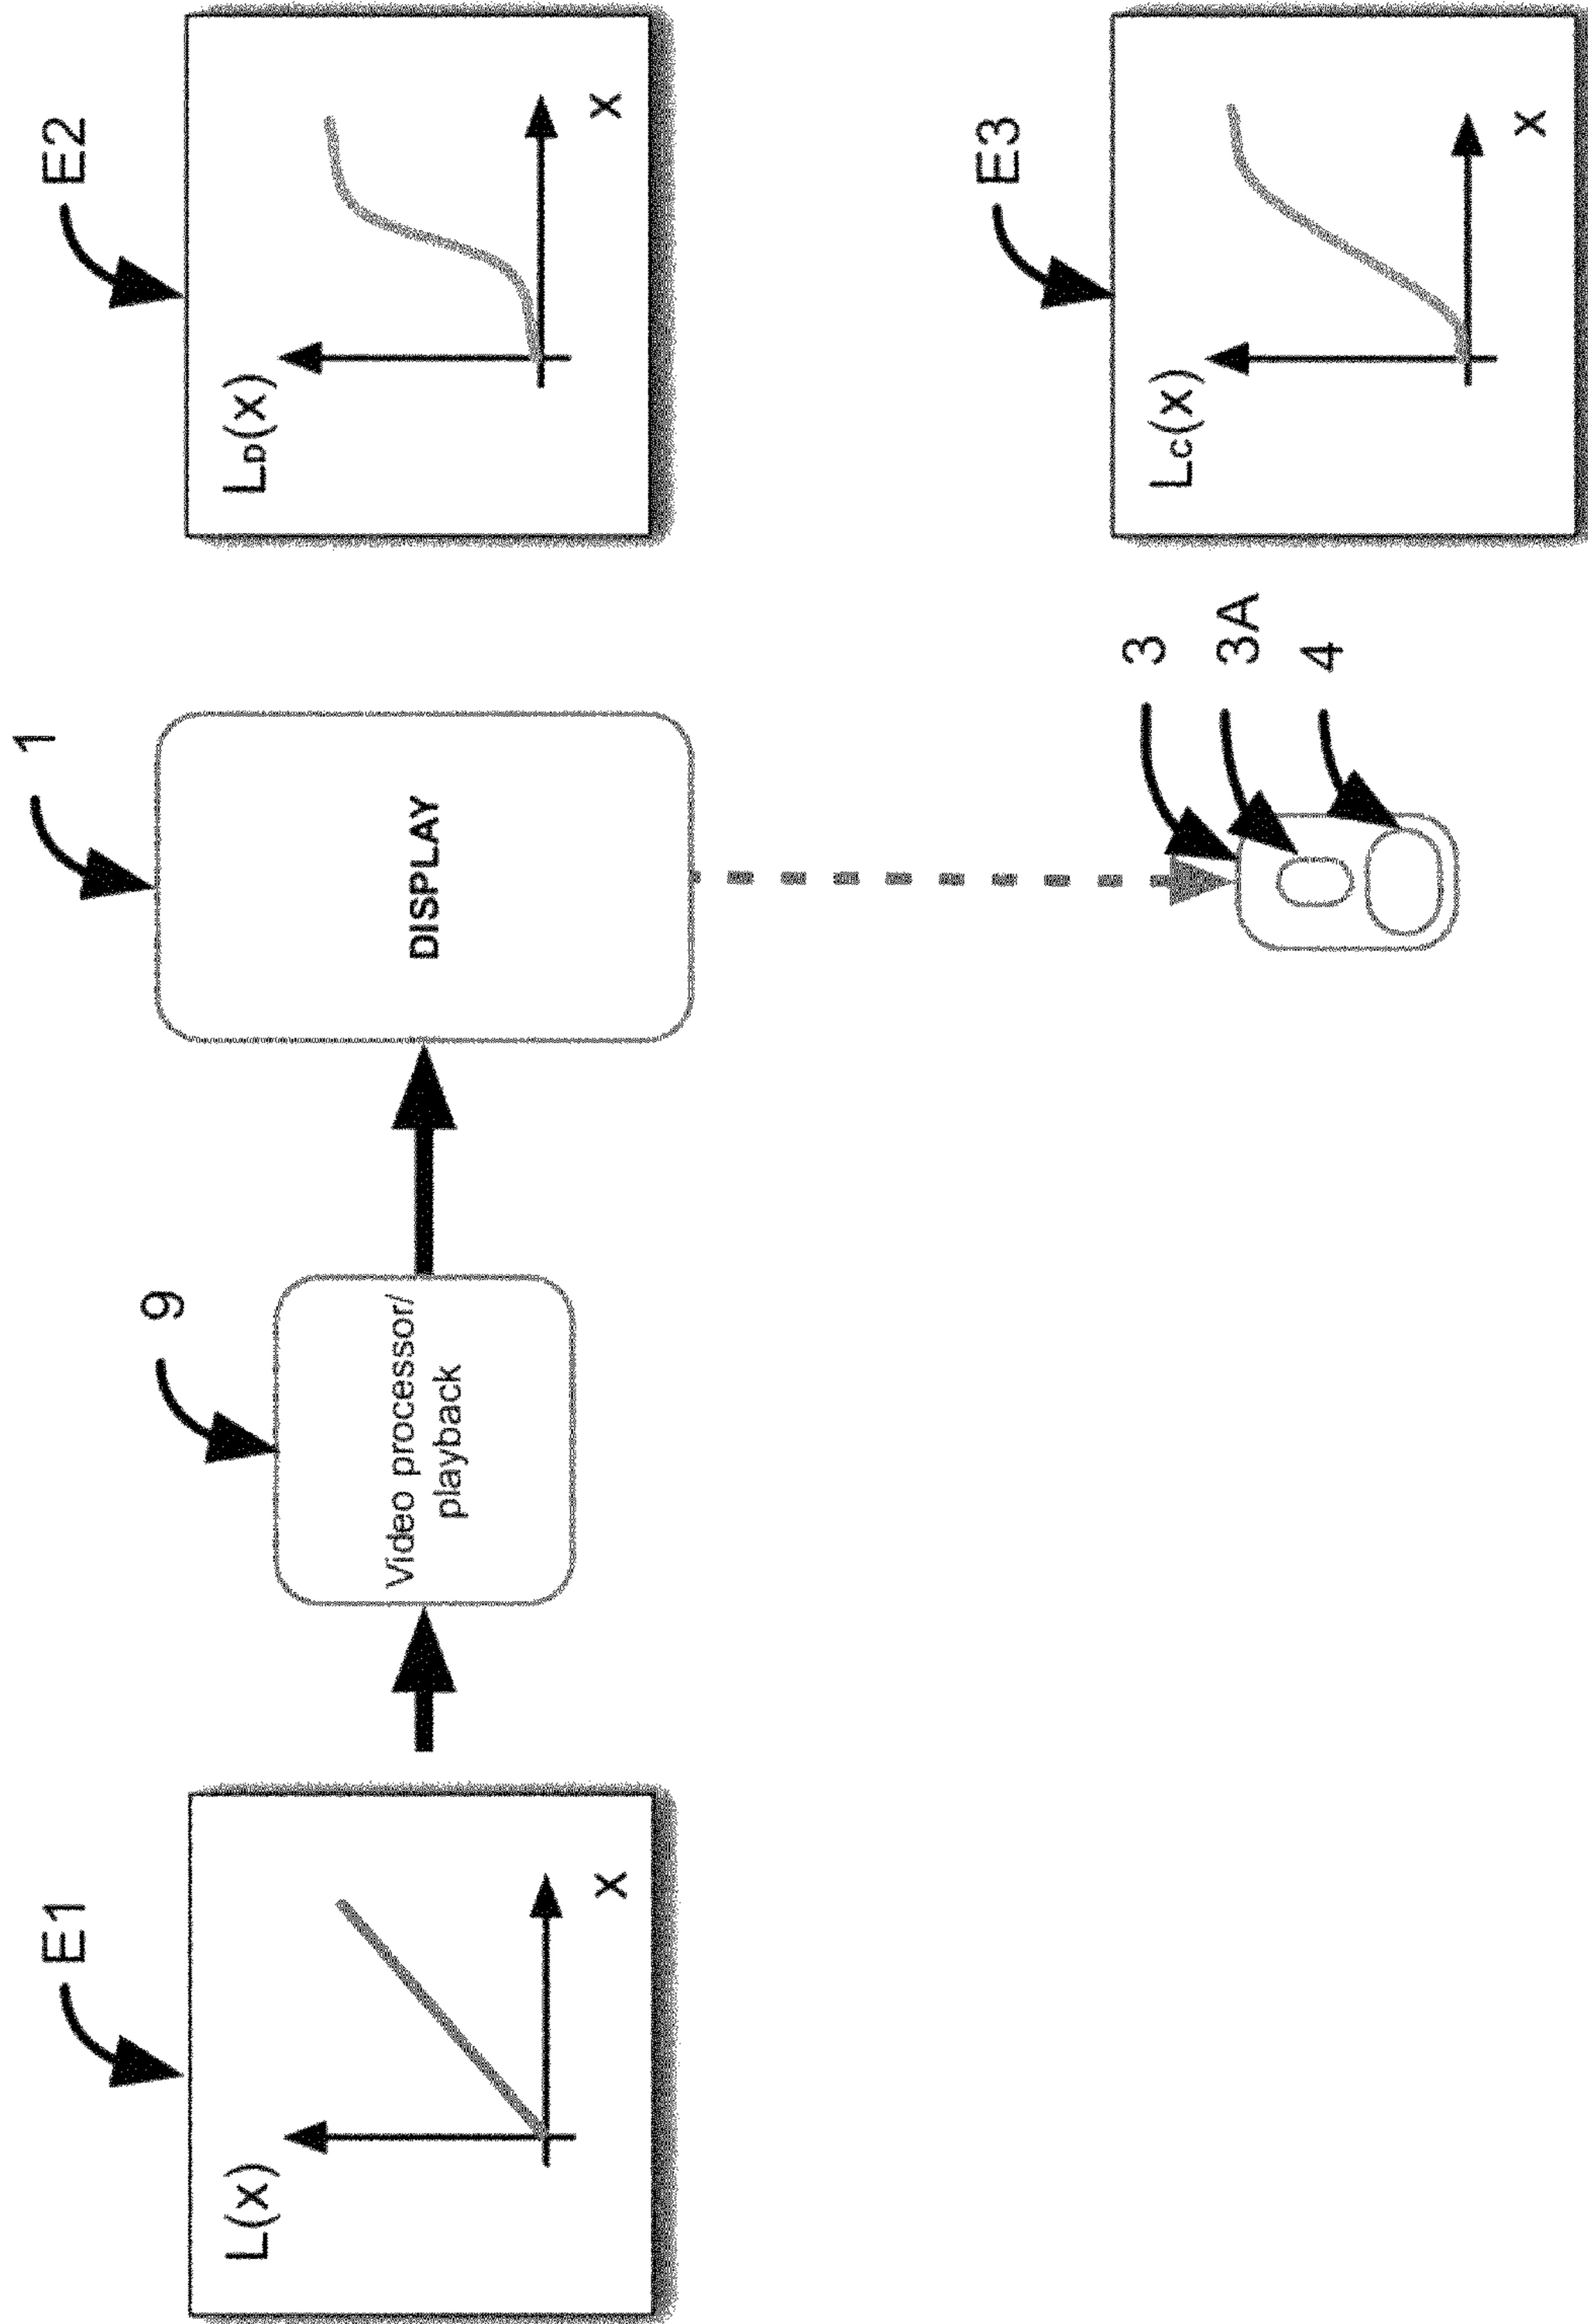 E1
L(x)
x
9
Video processor/
playback
1
DISPLAY
E2
LD(x)
x
3
3A
4
E3
LC(x)
x